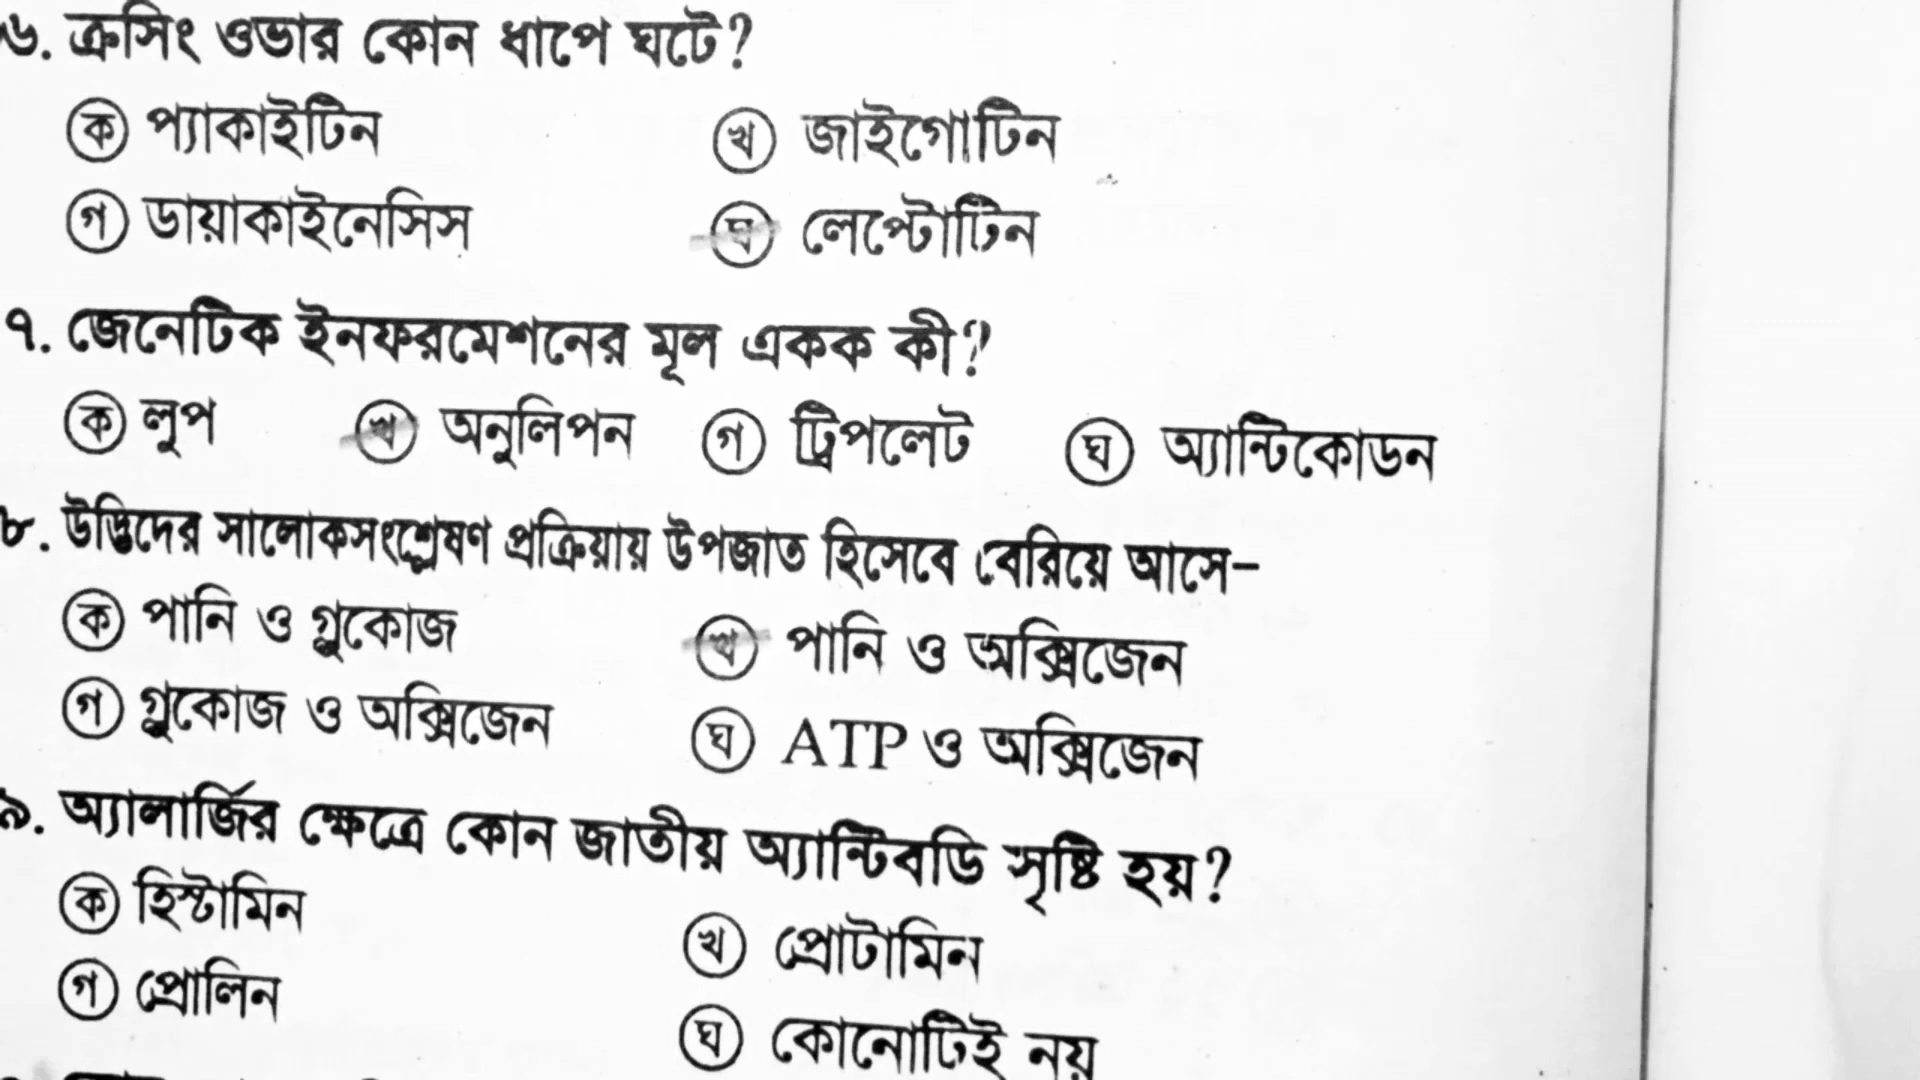 ৬. ক্রসিং ওভার কোন ধাপে ঘটে?
ক প্যাকাইটিন খ জাইগোটিন
গ ডায়াকাইনেসিস ঘ লেপ্টোটিন
৭. জেনেটিক ইনফরমেশনের মূল একক কী?
ক লুপ খ অনুলিপন গ ট্রিপলেট ঘ অ্যান্টিকোডন
৮. উদ্ভিদের সালোকসংশ্লেষণ প্রক্রিয়ায় উপজাত হিসেবে বেরিয়ে আসে-
ক পানি ও গ্লুকোজ খ পানি ও অক্সিজেন
গ গ্লুকোজ ও অক্সিজেন ঘ ATP ও অক্সিজেন
৯. অ্যালার্জির ক্ষেত্রে কোন জাতীয় অ্যান্টিবডি সৃষ্টি হয়?
ক হিস্টামিন খ প্রোটামিন
গ প্রোলিন ঘ কোনোটিই নয়